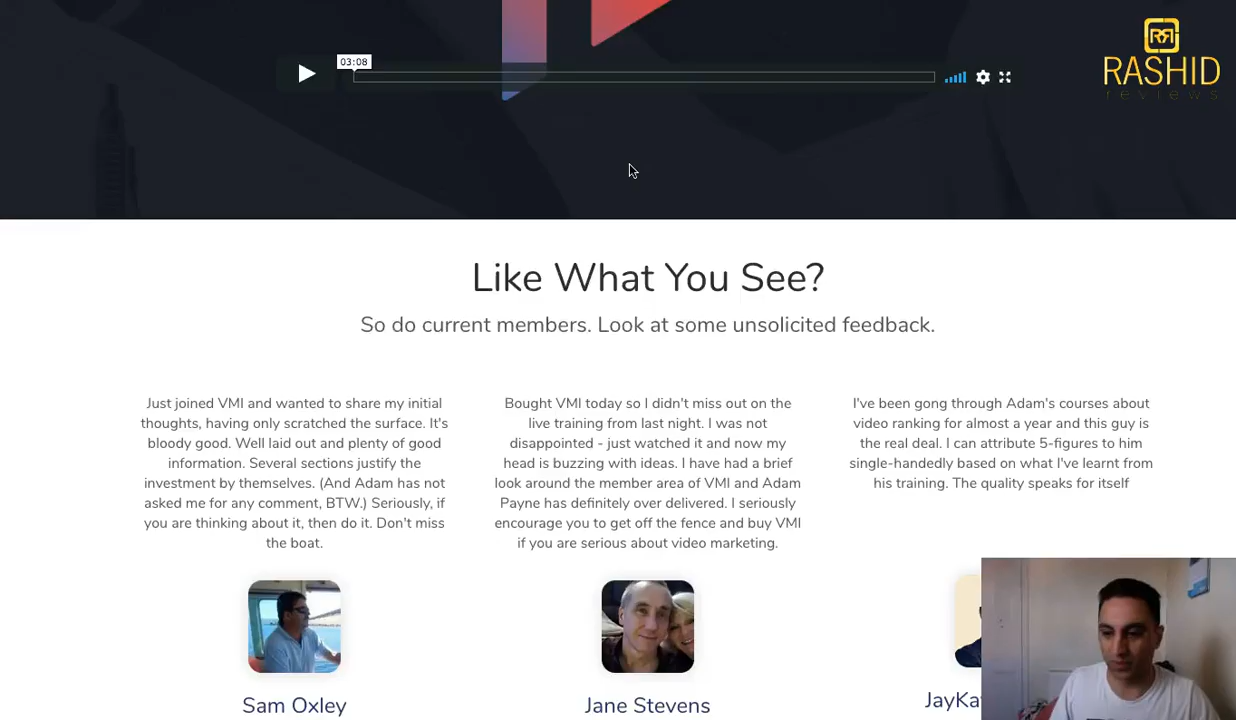 03:08
RASHID
reviews
Like What You See?
So do current members. Look at some unsolicited feedback.
Just joined VMI and wanted to share my initial
thoughts, having only scratched the surface. It's
bloody good. Well laid out and plenty of good
information. Several sections justify the
investment by themselves. (And Adam has not
asked me for any comment, BTW.) Seriously, if
you are thinking about it, then do it. Don't miss
the boat.
Sam Oxley
Bought VMI today so I didn't miss out on the
live training from last night. I was not
disappointed - just watched it and now my
head is buzzing with ideas. I have had a brief
look around the member area of VMI and Adam
Payne has definitely over delivered. I seriously
encourage you to get off the fence and buy VMI
if you are serious about video marketing.
Jane Stevens
I've been gong through Adam's courses about
video ranking for almost a year and this guy is
the real deal. I can attribute 5-figures to him
single-handedly based on what I've learnt from
his training. The quality speaks for itself